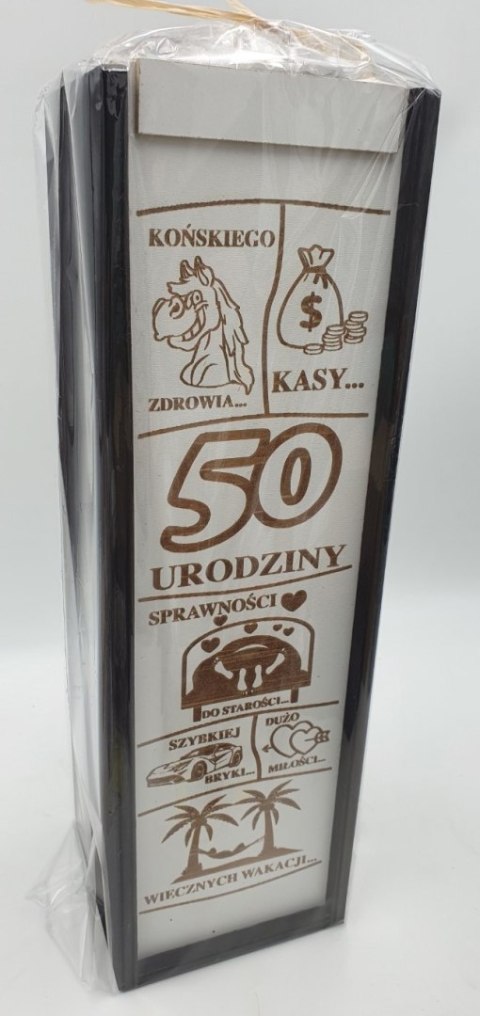 KOŃSKIEGO
ZDROWIA...
$
KASY...
50
URODZINY
SPRAWNOŚCI
DO STAROŚCI...
SZYBKIEJ
BRYKI...
DUŻO
MIŁOŚCI...
WIECZNYCH WAKACJI...